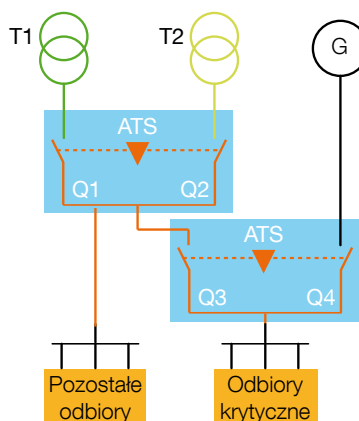 T1
T2
G
ATS
Q1
Q2
ATS
Q3
Q4
Pozostałe
odbiory
Odbiory
krytyczne